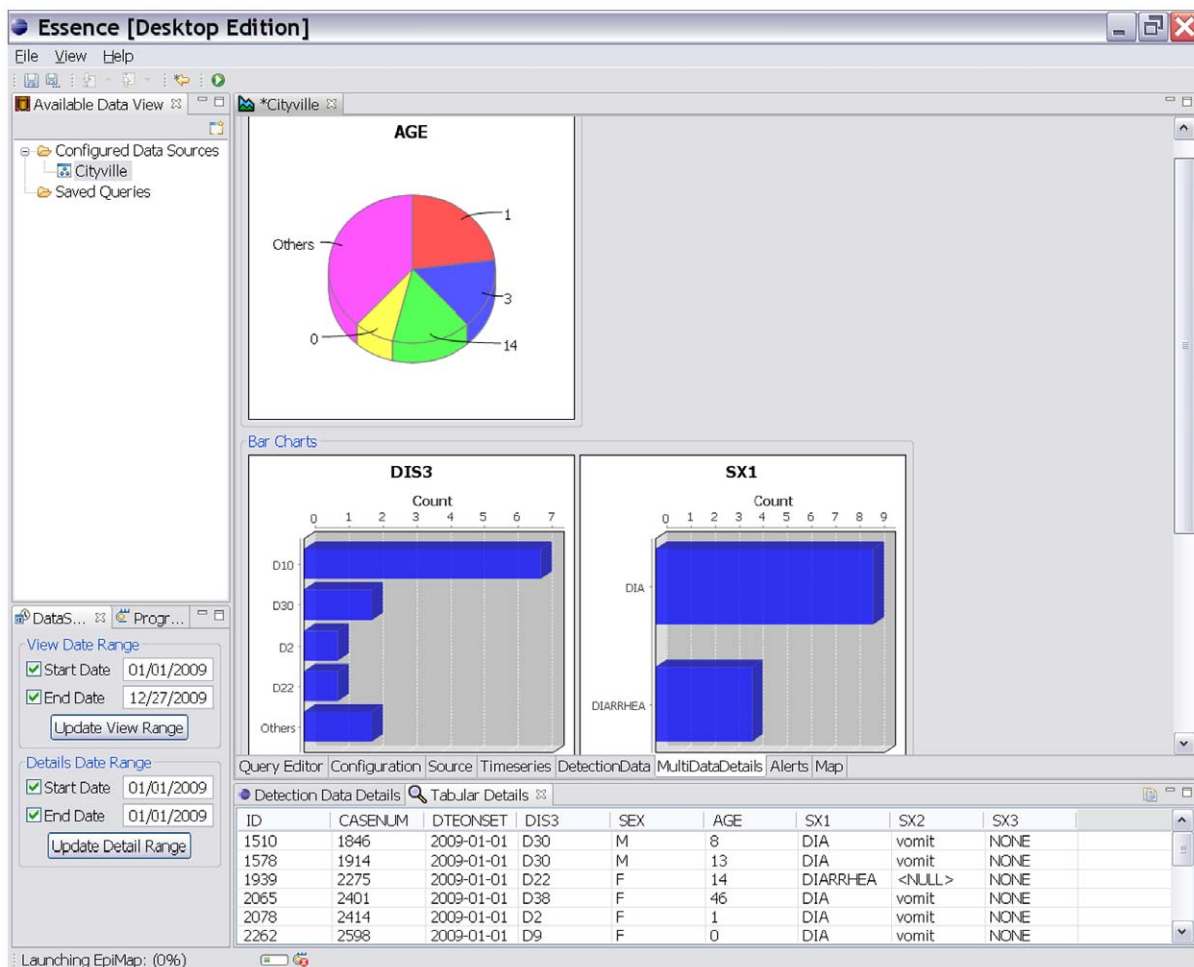 Essence [Desktop Edition]
File View Help
Available Data View
*Cityville
Configured Data Sources
Cityville
Saved Queries
AGE
1
Others
3
0
14
Bar Charts
DIS3
Count
0 1 2 3 4 5 6 7
D10
D30
D2
D22
Others
SX1
Count
0 1 2 3 4 5 6 7 8 9
DIA
DIARRHEA
DataS... Progr...
View Date Range
Start Date 01/01/2009
End Date 12/27/2009
Update View Range
Details Date Range
Start Date 01/01/2009
End Date 01/01/2009
Update Detail Range
Query Editor Configuration Source Timeseries DetectionData MultiDataDetails Alerts Map
Detection Data Details Tabular Details
ID CASENUM DTEONSET DIS3 SEX AGE SX1 SX2 SX3
1510 1846 2009-01-01 D30 M 8 DIA vomit NONE
1578 1914 2009-01-01 D30 M 13 DIA vomit NONE
1939 2275 2009-01-01 D22 F 14 DIARRHEA <NULL> NONE
2065 2401 2009-01-01 D38 F 46 DIA vomit NONE
2078 2414 2009-01-01 D2 F 1 DIA vomit NONE
2262 2598 2009-01-01 D9 F 0 DIA vomit NONE
Launching EpiMap: (0%)